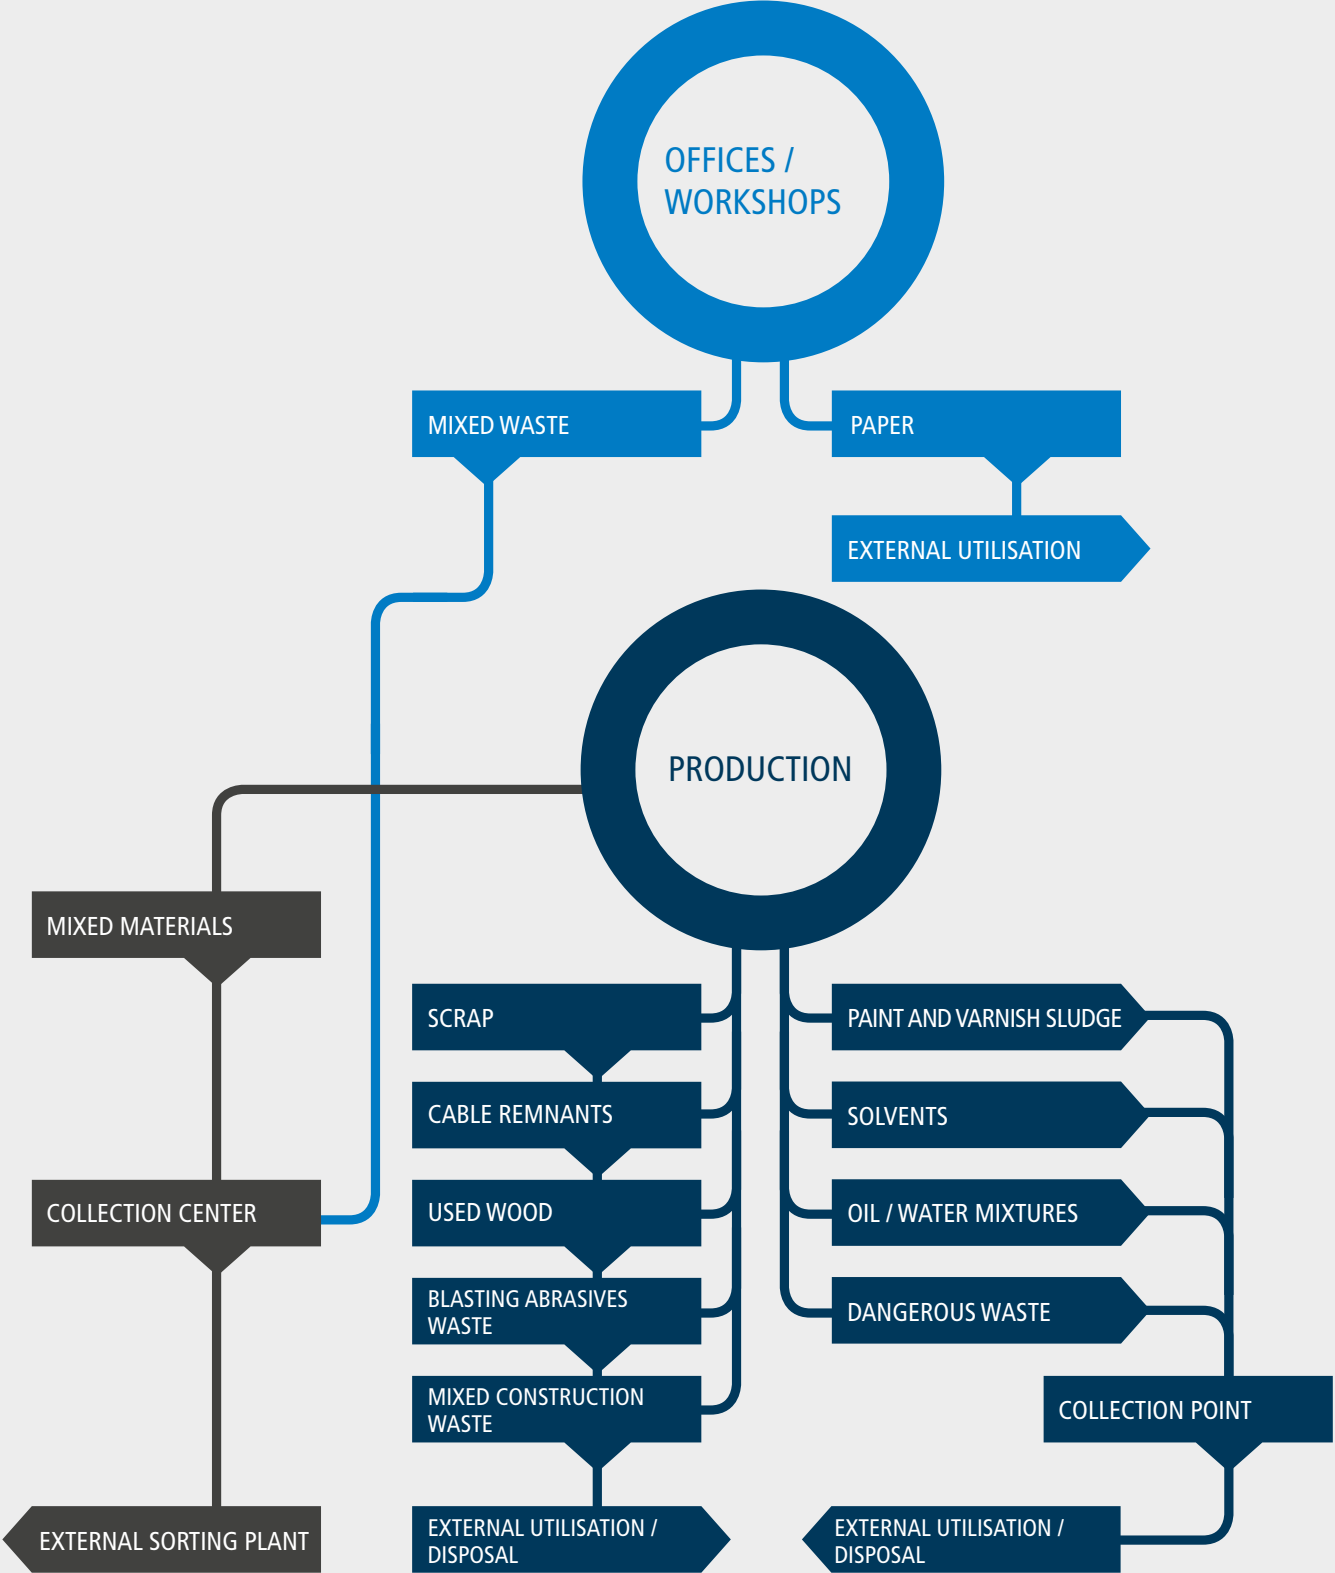 OFFICES /
WORKSHOPS
MIXED WASTE
PAPER
EXTERNAL UTILISATION
PRODUCTION
MIXED MATERIALS
SCRAP
PAINT AND VARNISH SLUDGE
CABLE REMNANTS
SOLVENTS
COLLECTION CENTER
USED WOOD
OIL / WATER MIXTURES
BLASTING ABRASIVES
WASTE
DANGEROUS WASTE
MIXED CONSTRUCTION
WASTE
COLLECTION POINT
EXTERNAL SORTING PLANT
EXTERNAL UTILISATION /
DISPOSAL
EXTERNAL UTILISATION /
DISPOSAL